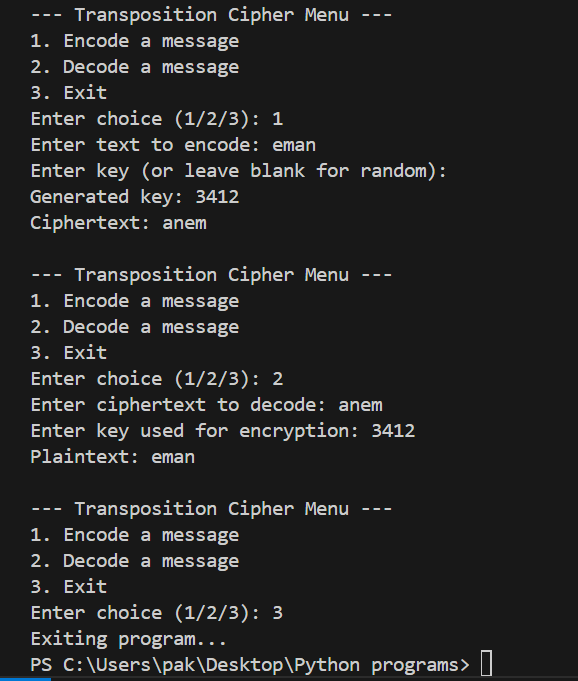 --- Transposition Cipher Menu ---
1. Encode a message
2. Decode a message
3. Exit
Enter choice (1/2/3): 1
Enter text to encode: eman
Enter key (or leave blank for random):
Generated key: 3412
Ciphertext: anem

--- Transposition Cipher Menu ---
1. Encode a message
2. Decode a message
3. Exit
Enter choice (1/2/3): 2
Enter ciphertext to decode: anem
Enter key used for encryption: 3412
Plaintext: eman

--- Transposition Cipher Menu ---
1. Encode a message
2. Decode a message
3. Exit
Enter choice (1/2/3): 3
Exiting program...
PS C:\Users\pak\Desktop\Python programs>